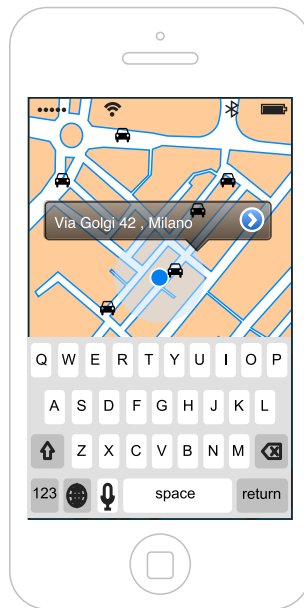 Via Golgi 42 , Milano
Q W E R T Y U I O P
A S D F G H J K L
Z X C V B N M
123 space return